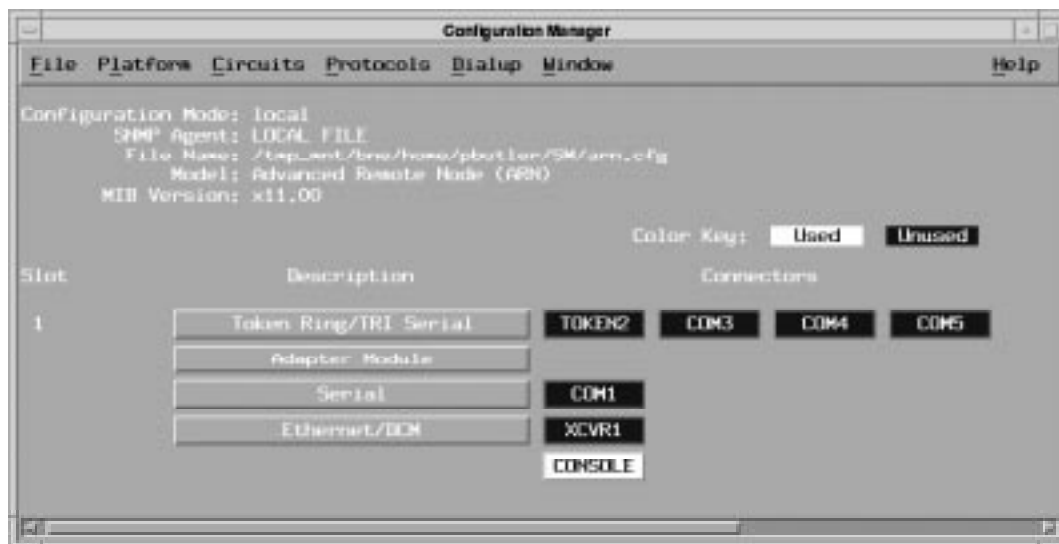 Configuration Manager
File Platform Circuits Protocols Dialup Window Help
Configuration Mode: local
SNMP Agent: LOCAL FILE
File Name: /tmp_mnt/bne/home/pbutler/SM/arn.cfg
Model: Advanced Remote Node (ARN)
MIB Version: x11.00
Color Key: Used Unused
Slot Description Connectors
1 Token Ring/TRI Serial TOKEN2 COM3 COM4 COM5
Adapter Module
Serial COM1
Ethernet/DCM XCVR1
CONSOLE